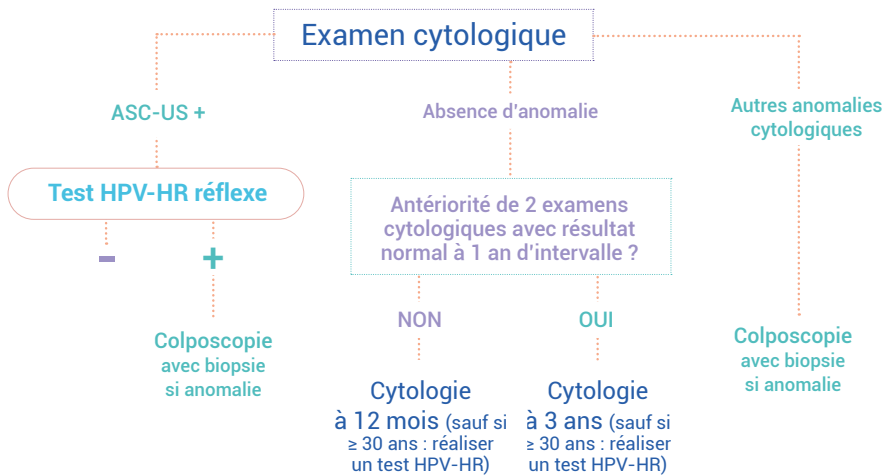 Examen cytologique
ASC-US +
Absence d'anomalie
Autres anomalies
cytologiques
Test HPV-HR réflexe
Antériorité de 2 examens
cytologiques avec résultat
normal à 1 an d'intervalle ?
–
+
NON
OUI
Colposcopie
avec biopsie
si anomalie
Colposcopie
avec biopsie
si anomalie
Cytologie
à 12 mois (sauf si
≥ 30 ans : réaliser
un test HPV-HR)
Cytologie
à 3 ans (sauf si
≥ 30 ans : réaliser
un test HPV-HR)